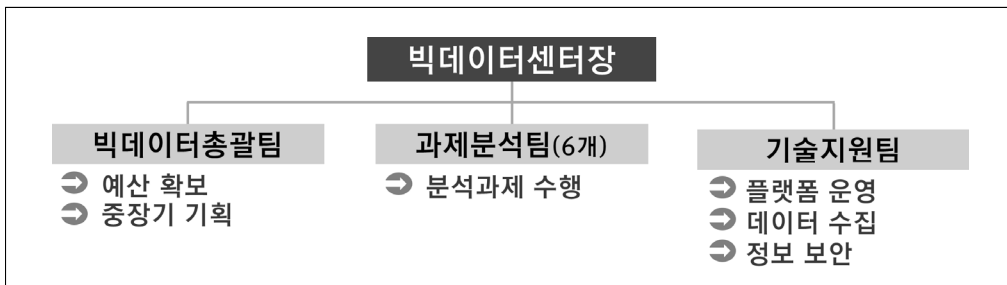 빅데이터센터장
빅데이터총괄팀
예산 확보
중장기 기획
과제분석팀(6개)
분석과제 수행
기술지원팀
플랫폼 운영
데이터 수집
정보 보안